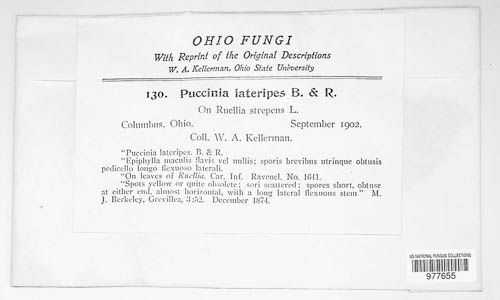 OHIO FUNGI
With Reprint of the Original Descriptions
W. A. Kellerman, Ohio State University
130. Puccinia lateripes B. & R.
On Ruellia strepens L.
Columbus, Ohio. September 1902.
Coll. W. A. Kellerman.
"Puccinia lateripes. B. & R.
"Epiphylla maculis flavis vel nullis; sporis brevibus utrinque obtusis
pedicello longo flexuoso laterali.
"On leaves of Ruellia. Car. Inf. Ravenel. No. 1641.
"Spots yellow or quite obsolete; sori scattered; spores short, obtuse
at either end, almost horizontal, with a long lateral flexuous stem." M.
J. Berkeley, Grevillea, 3:52. December 1874.
US NATIONAL FUNGUS COLLECTIONS
977655